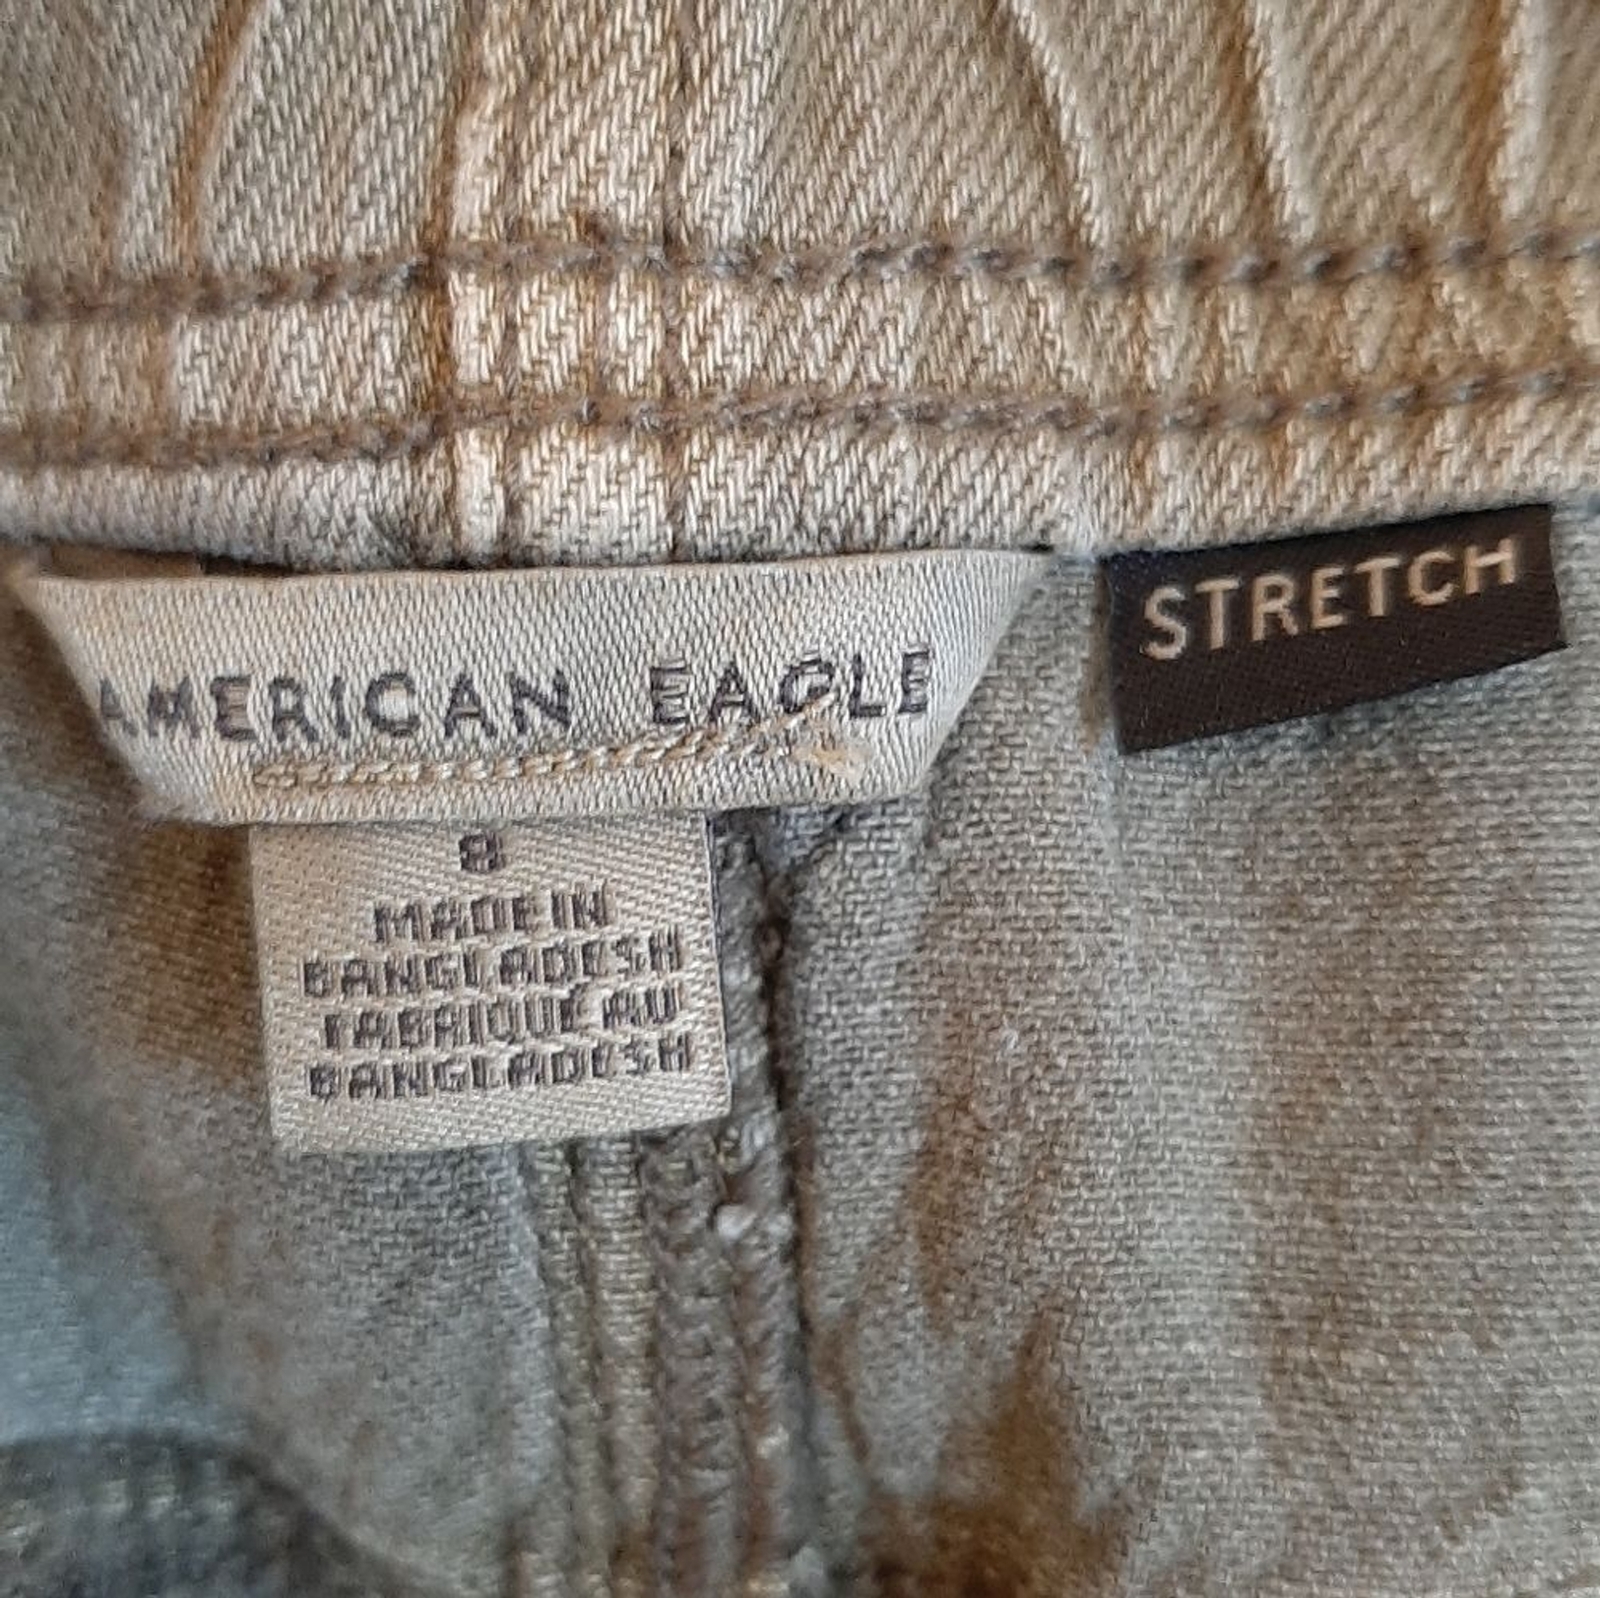 AMERICAN EAGLE
STRETCH
8
MADE IN
BANGLADESH
FABRIQUÉ AU
BANGLADESH